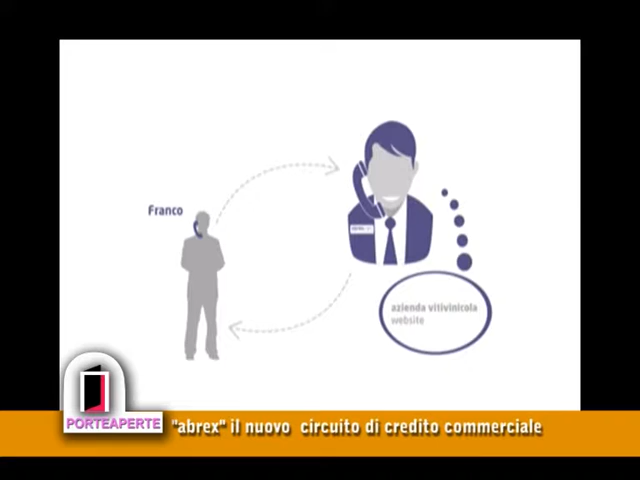 Franco
azienda vitivinicola
website
PORTEAPERTE
"abrex" il nuovo circuito di credito commerciale